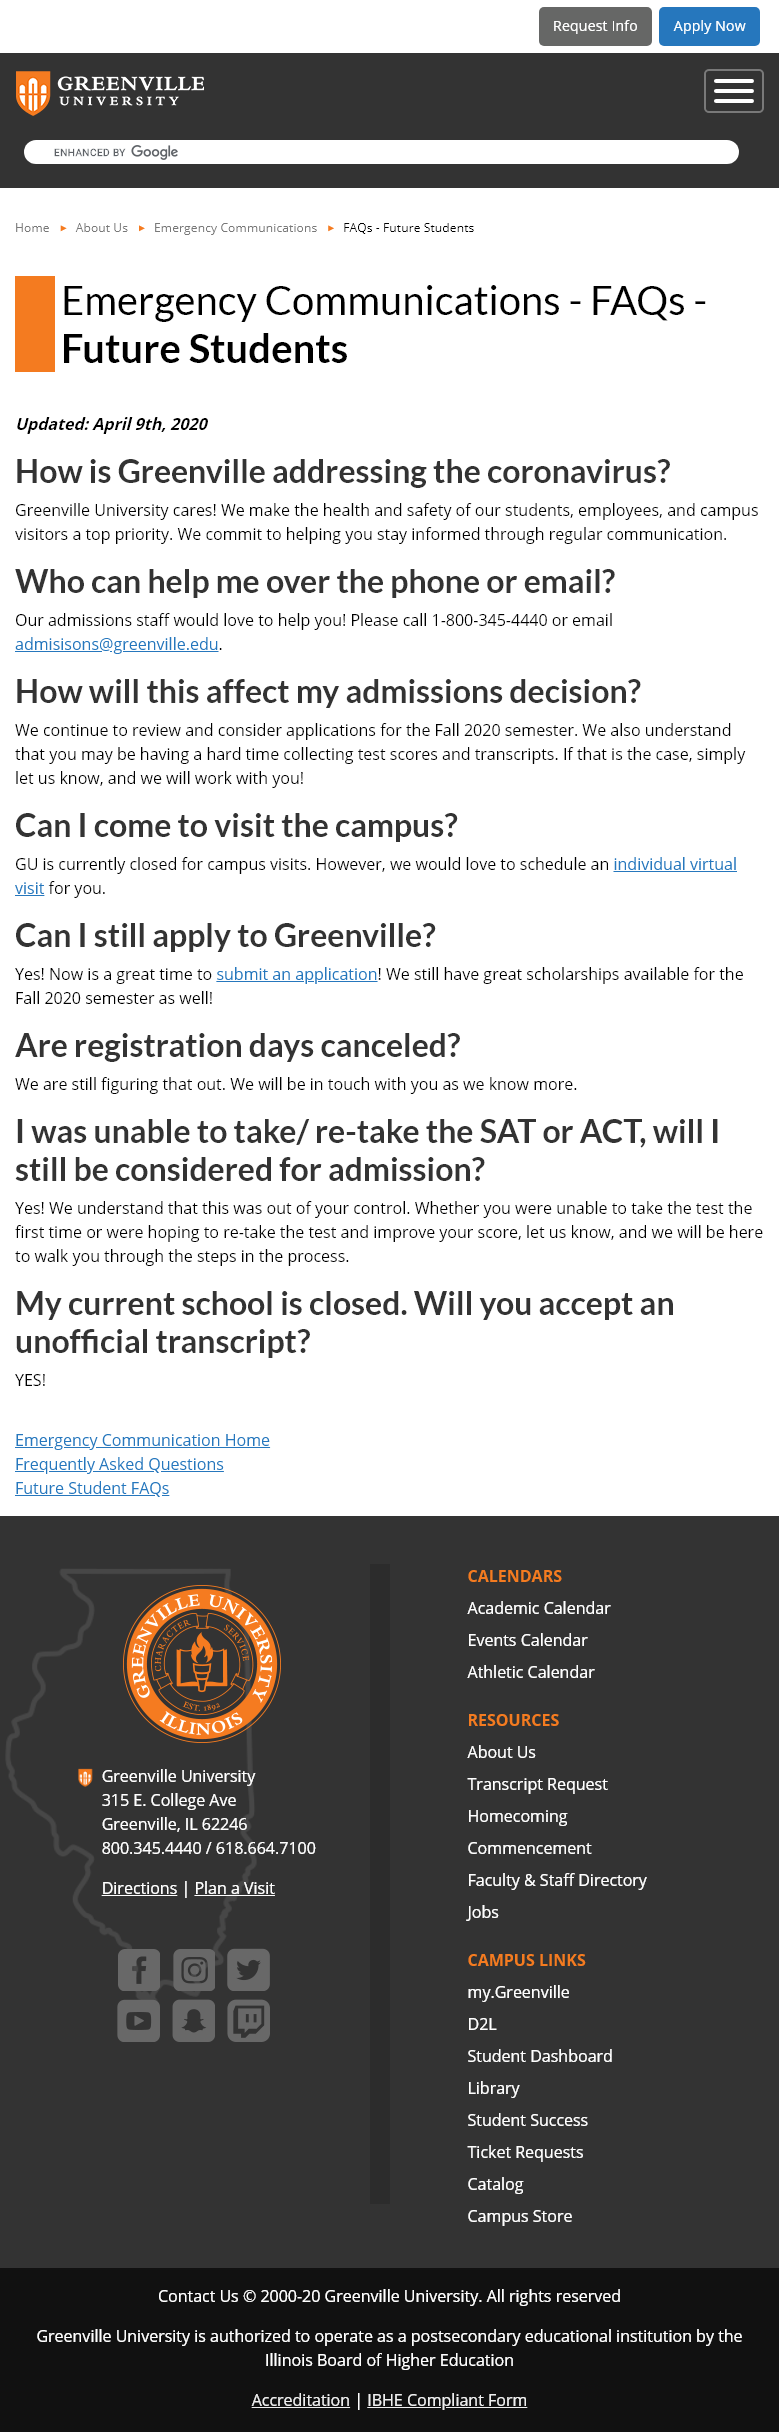 Request Info
Apply Now
GREENVILLE
UNIVERSITY
ENHANCED BY Google
Home ► About Us ► Emergency Communications ► FAQs - Future Students
Emergency Communications - FAQs -
Future Students
Updated: April 9th, 2020
How is Greenville addressing the coronavirus?
Greenville University cares! We make the health and safety of our students, employees, and campus
visitors a top priority. We commit to helping you stay informed through regular communication.
Who can help me over the phone or email?
Our admissions staff would love to help you! Please call 1-800-345-4440 or email
admisisons@greenville.edu.
How will this affect my admissions decision?
We continue to review and consider applications for the Fall 2020 semester. We also understand
that you may be having a hard time collecting test scores and transcripts. If that is the case, simply
let us know, and we will work with you!
Can I come to visit the campus?
GU is currently closed for campus visits. However, we would love to schedule an individual virtual
visit for you.
Can I still apply to Greenville?
Yes! Now is a great time to submit an application! We still have great scholarships available for the
Fall 2020 semester as well!
Are registration days canceled?
We are still figuring that out. We will be in touch with you as we know more.
I was unable to take/ re-take the SAT or ACT, will I
still be considered for admission?
Yes! We understand that this was out of your control. Whether you were unable to take the test the
first time or were hoping to re-take the test and improve your score, let us know, and we will be here
to walk you through the steps in the process.
My current school is closed. Will you accept an
unofficial transcript?
YES!
Emergency Communication Home
Frequently Asked Questions
Future Student FAQs
GREENVILLE UNIVERSITY
CHARACTER SERVICE
EST. 1892
ILLINOIS
Greenville University
315 E. College Ave
Greenville, IL 62246
800.345.4440 / 618.664.7100
Directions | Plan a Visit
CALENDARS
Academic Calendar
Events Calendar
Athletic Calendar
RESOURCES
About Us
Transcript Request
Homecoming
Commencement
Faculty & Staff Directory
Jobs
CAMPUS LINKS
my.Greenville
D2L
Student Dashboard
Library
Student Success
Ticket Requests
Catalog
Campus Store
Contact Us © 2000-20 Greenville University. All rights reserved
Greenville University is authorized to operate as a postsecondary educational institution by the
Illinois Board of Higher Education
Accreditation | IBHE Compliant Form